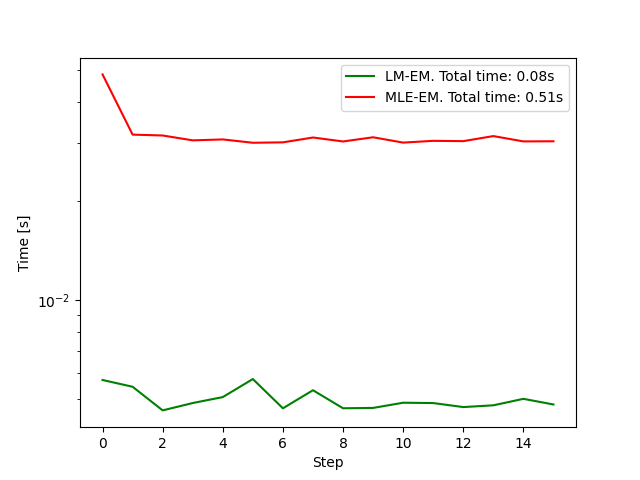 LM-EM. Total time: 0.08s
MLE-EM. Total time: 0.51s
Time [s]
10⁻²
0 2 4 6 8 10 12 14
Step